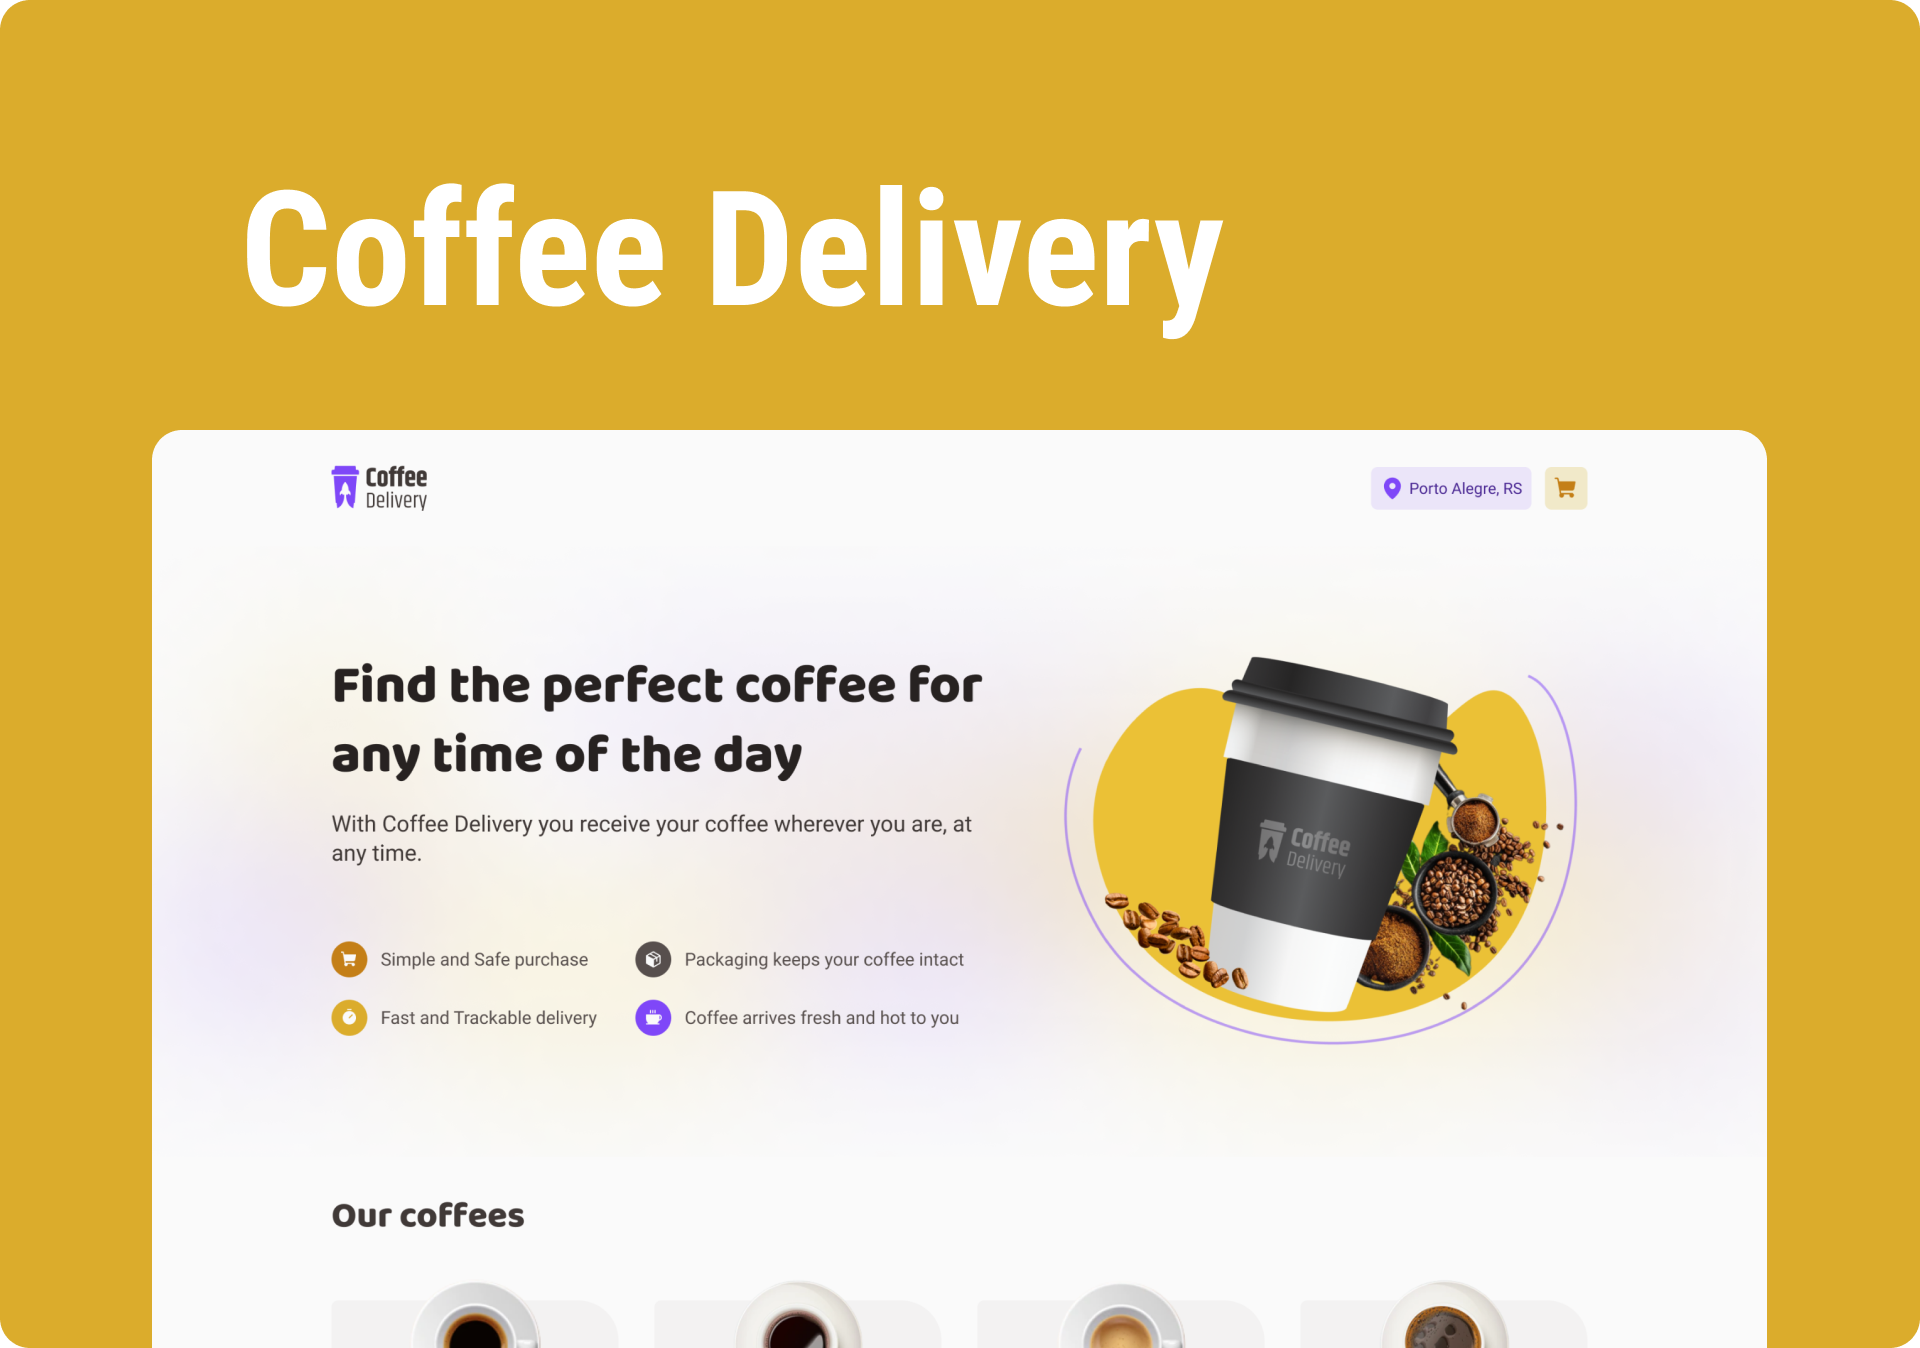 Coffee Delivery
Coffee
Delivery
Porto Alegre, RS
Find the perfect coffee for
any time of the day
With Coffee Delivery you receive your coffee wherever you are, at
any time.
Coffee
Delivery
Simple and Safe purchase
Packaging keeps your coffee intact
Fast and Trackable delivery
Coffee arrives fresh and hot to you
Our coffees